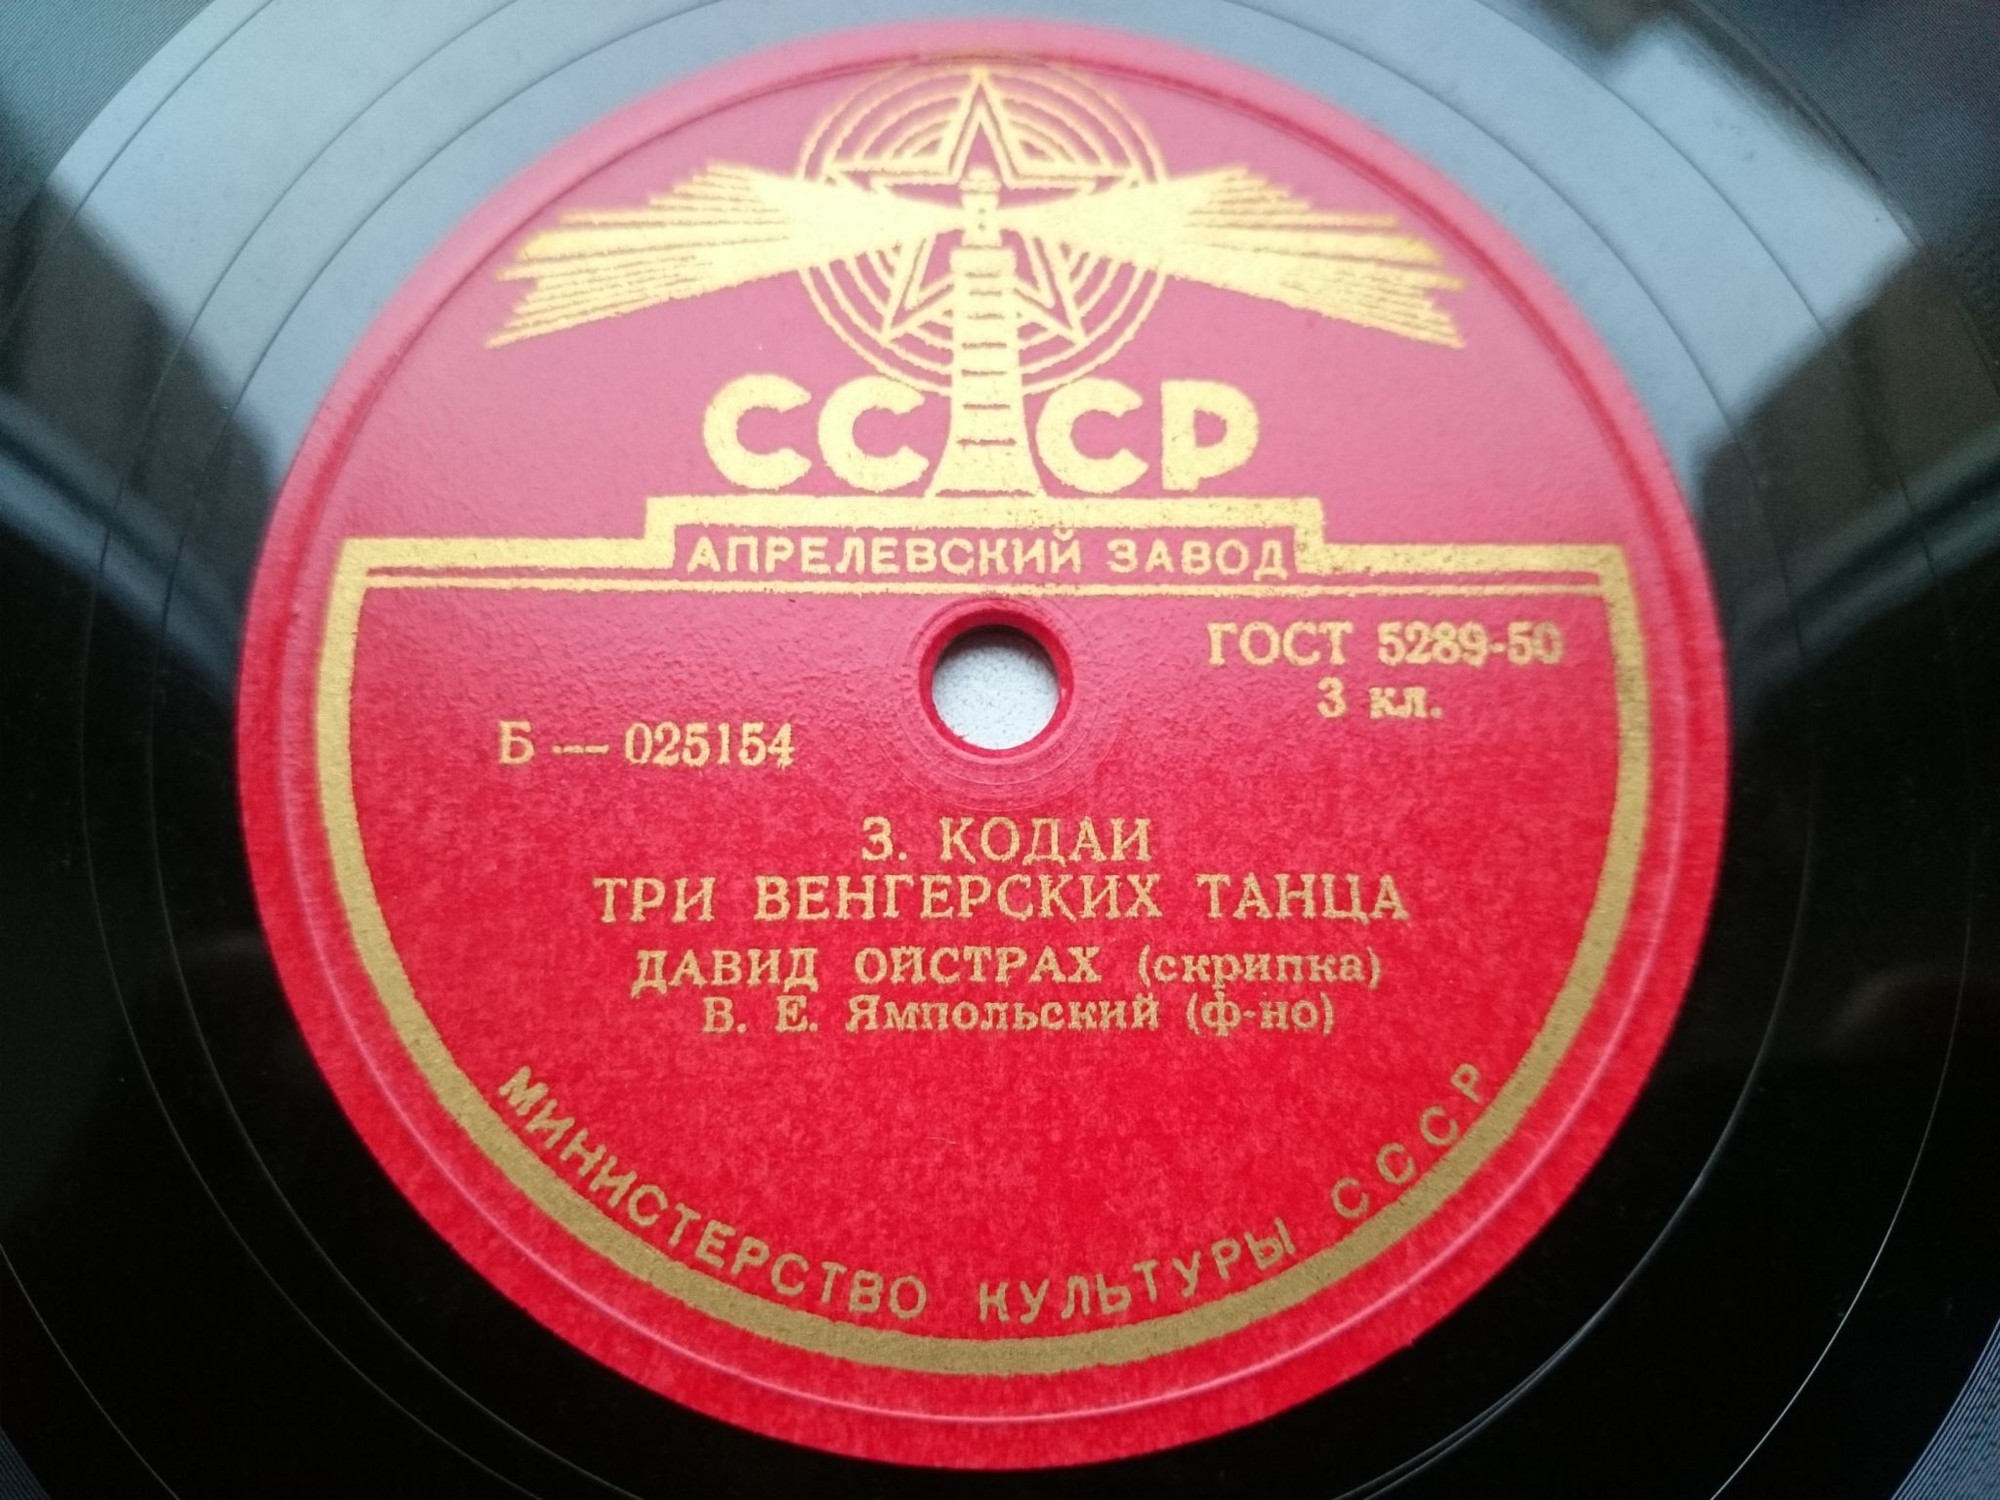 СССР
АПРЕЛЕВСКИЙ ЗАВОД
ГОСТ 5289-50
3 кл.
Б — 025154
З. КОДАИ
ТРИ ВЕНГЕРСКИХ ТАНЦА
ДАВИД ОЙСТРАХ (скрипка)
В. Е. Ямпольский (ф-но)
МИНИСТЕРСТВО КУЛЬТУРЫ СССР